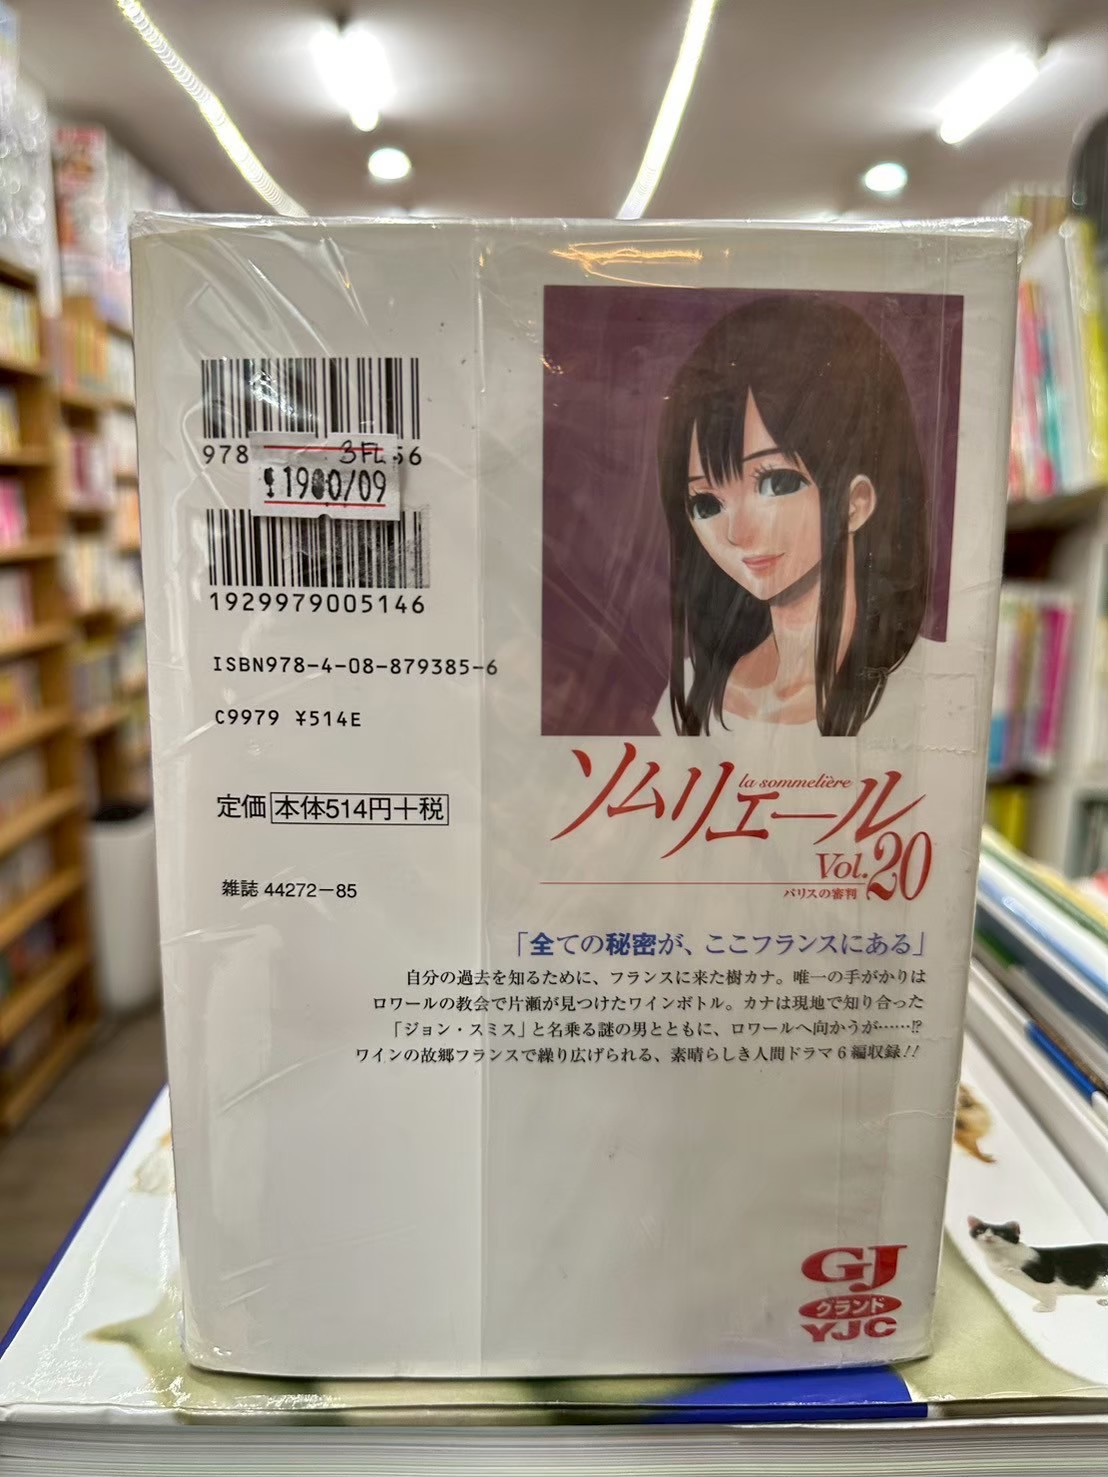 978
56
3FL
1900/09
1929979005146
ISBN978-4-08-879385-6
C9979 ¥514E
定価 本体514円+税
雑誌 44272-85
ソムリエール
la sommelière
Vol.20
パリスの審判
「全ての秘密が、ここフランスにある」
自分の過去を知るために、フランスに来た樹カナ。唯一の手がかりは
ロワールの教会で片瀬が見つけたワインボトル。カナは現地で知り合った
「ジョン・スミス」と名乗る謎の男とともに、ロワールへ向かうが……!?
ワインの故郷フランスで繰り広げられる、素晴らしき人間ドラマ6編収録!!
GJ
グランド
YJC